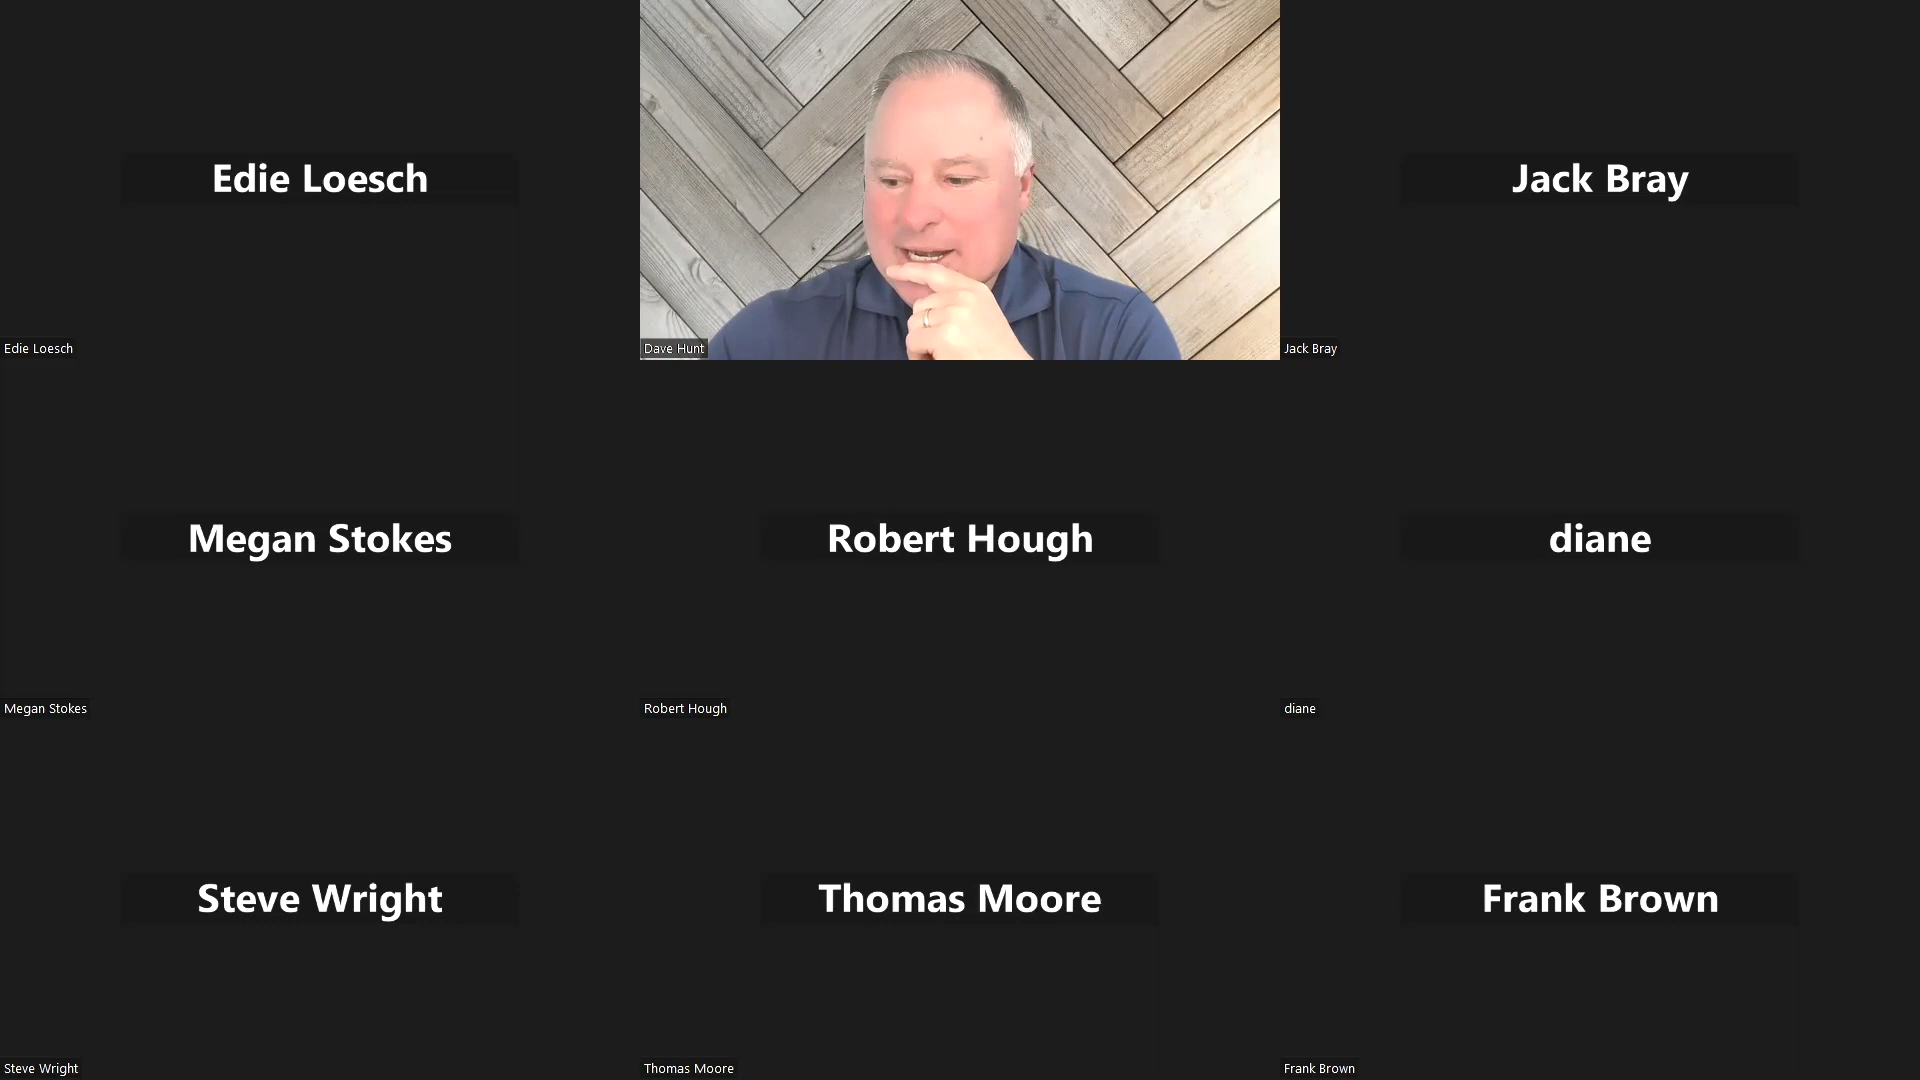 Edie Loesch
Jack Bray
Edie Loesch
Dave Hunt
Jack Bray
Megan Stokes
Robert Hough
diane
Megan Stokes
Robert Hough
diane
Steve Wright
Thomas Moore
Frank Brown
Steve Wright
Thomas Moore
Frank Brown